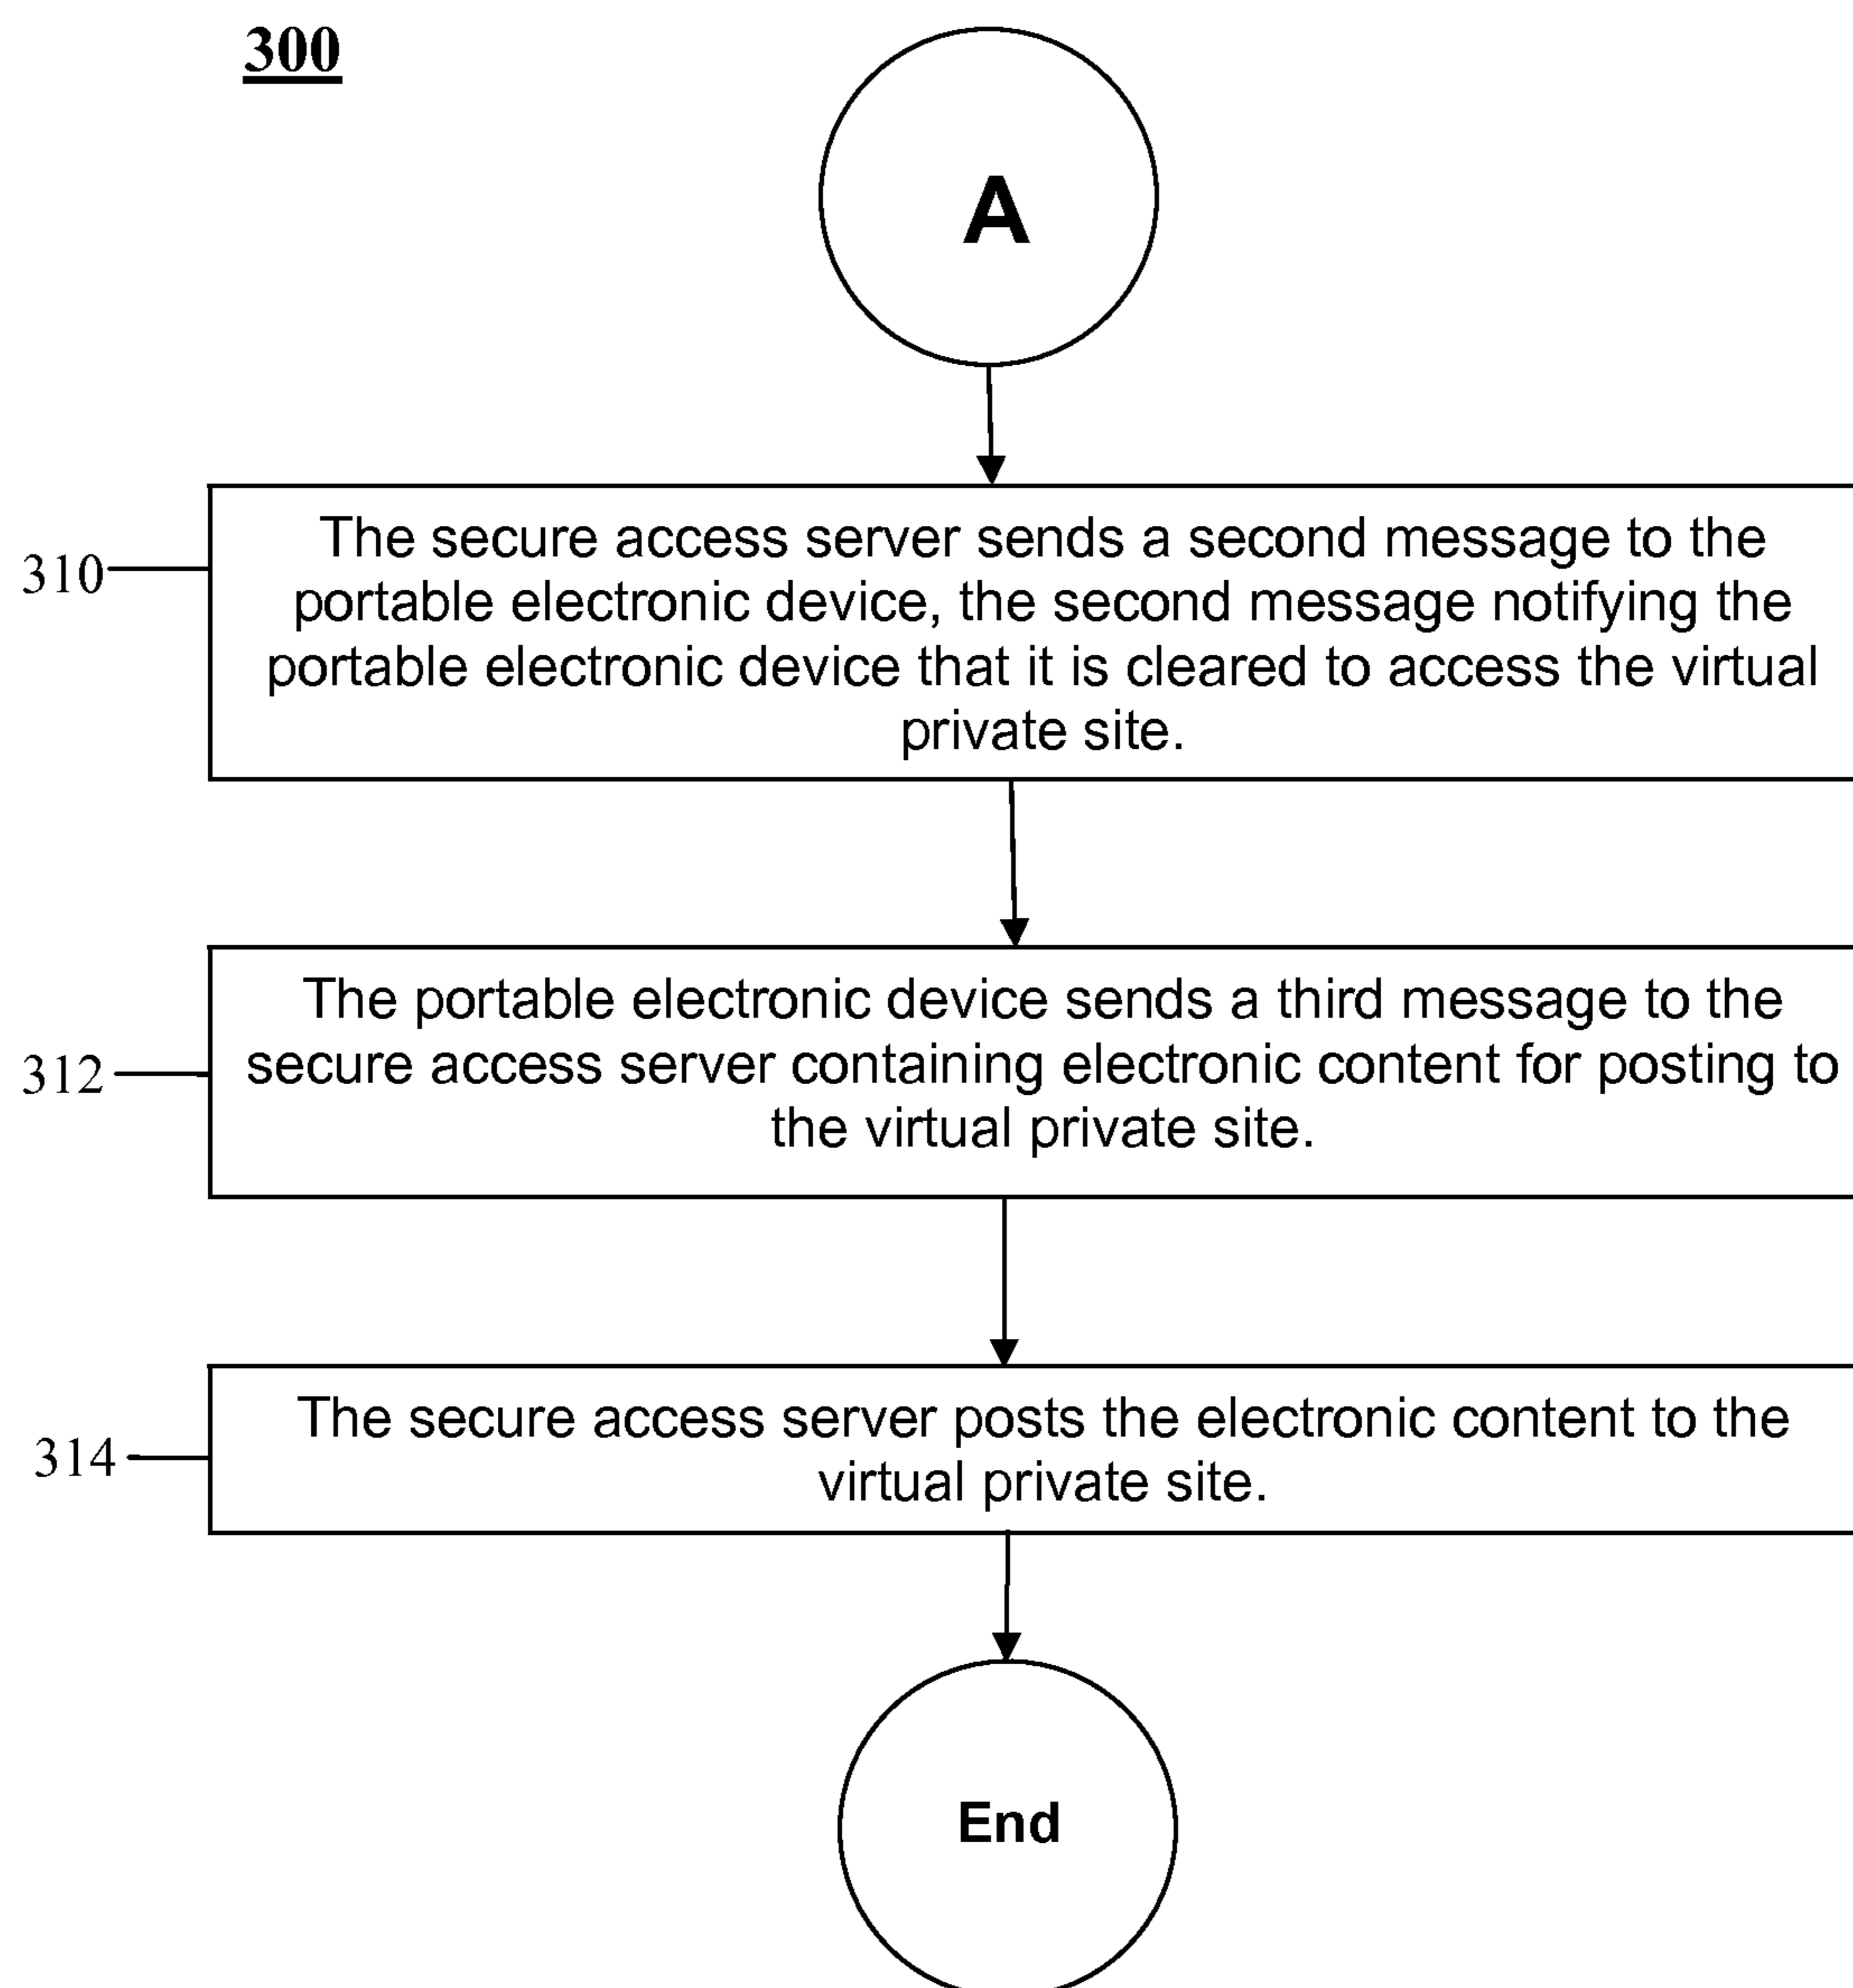 300
A
310
The secure access server sends a second message to the
portable electronic device, the second message notifying the
portable electronic device that it is cleared to access the virtual
private site.
312
The portable electronic device sends a third message to the
secure access server containing electronic content for posting to
the virtual private site.
314
The secure access server posts the electronic content to the
virtual private site.
End